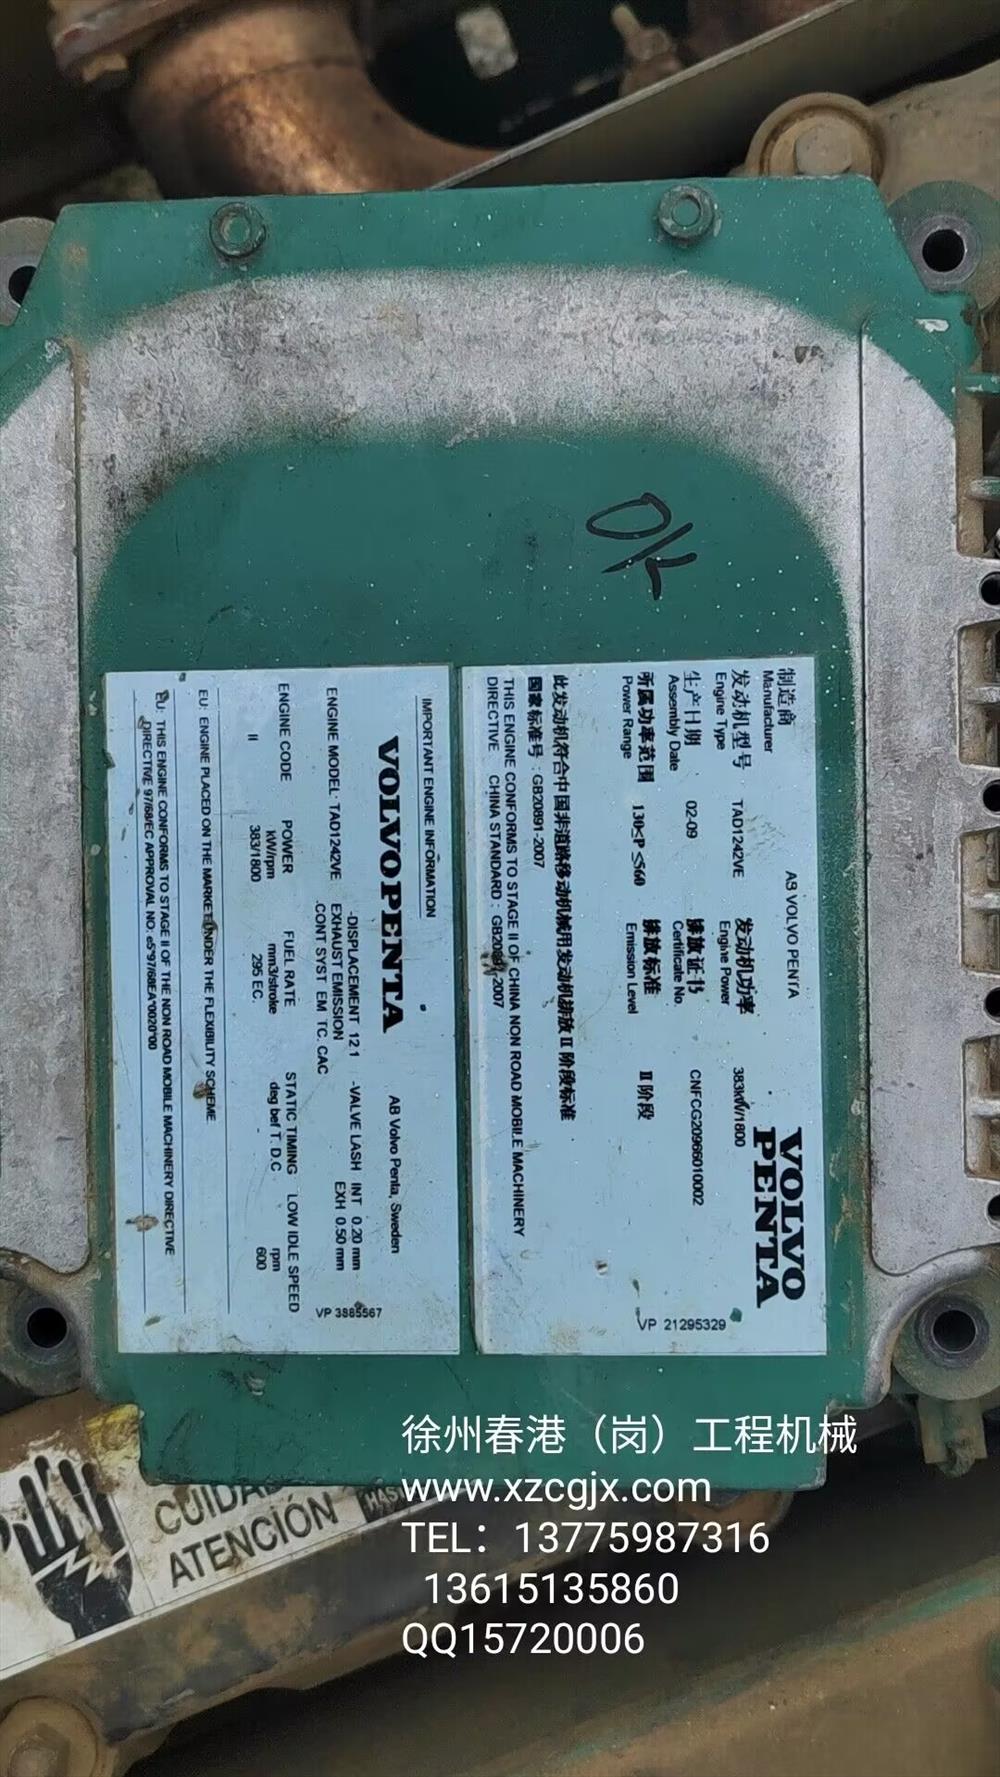 OK
制造商 AB VOLVO PENTA
Manufacturer
VOLVO
PENTA
发动机型号 TAD1242VE 发动机功率 383kW/1800
Engine Type Engine Power
生产日期 02-09 排放证书 CNFCG20966010002
Assembly Date Certificate No.
所属功率范围 130≤P≤560 排放标准 II阶段
Power Range Emission Level
VP 21295329
此发动机符合中国非道路移动机械用发动机排放II阶段标准
国家标准号：GB20891-2007
THIS ENGINE CONFORMS TO STAGE II OF CHINA NON ROAD MOBILE MACHINERY
DIRECTIVE CHINA STANDARD : GB20891-2007
IMPORTANT ENGINE INFORMATION
VOLVO PENTA AB Volvo Penta, Sweden
-DISPLACEMENT 12.1 -VALVE LASH INT 0.20 mm
ENGINE MODEL: TAD1242VE EXHAUST EMISSION EXH 0.50 mm
CONT SYST EM TC. CAC
VP 3885567
ENGINE CODE POWER FUEL RATE STATIC TIMING LOW IDLE SPEED
kW/rpm mm3/stroke deg bef T.D.C rpm
II 383/1800 295 EC. 600
EU: ENGINE PLACED ON THE MARKET UNDER THE FLEXIBILITY SCHEME
EU: THIS ENGINE CONFORMS TO STAGE II OF THE NON ROAD MOBILE MACHINERY DIRECTIVE
DIRECTIVE 97/68/EC APPROVAL NO: e5*97/68EA*0020*00
ATENCIÓN
徐州春港（岗）工程机械
www.xzcgjx.com
TEL：13775987316
13615135860
QQ15720006